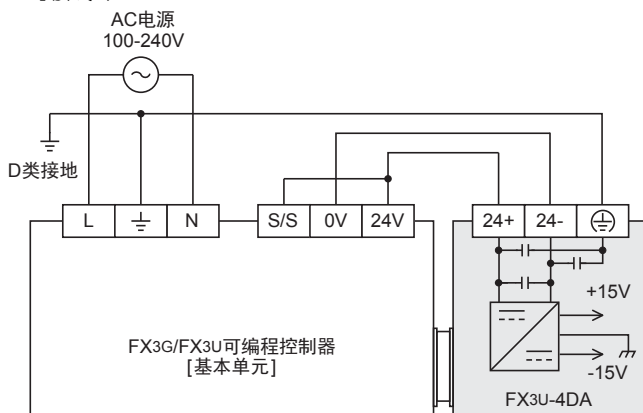 AC电源
100-240V
D类接地
L
N
S/S
0V
24V
24+
24-
+15V
-15V
FX3G/FX3U可编程控制器
[基本单元]
FX3U-4DA